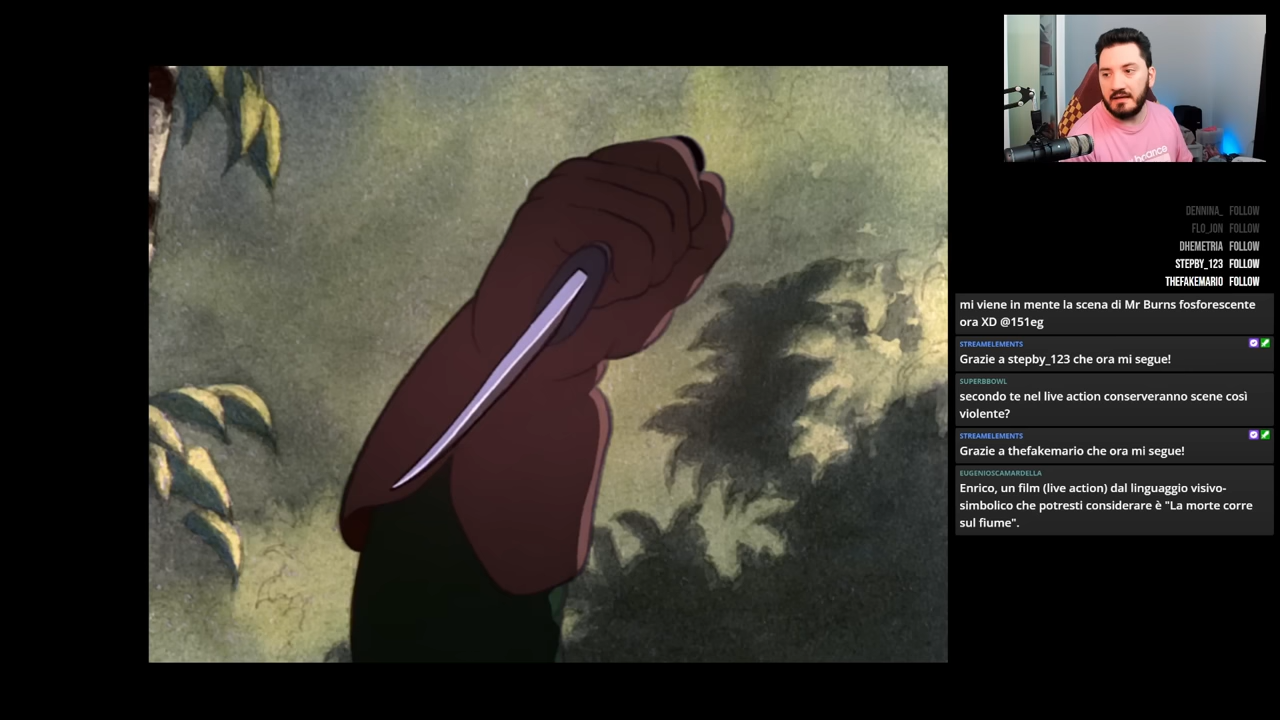 DENNINA_ FOLLOW
FLO_JON FOLLOW
DHEMETRIA FOLLOW
STEPBY_123 FOLLOW
THEFAKEMARIO FOLLOW
mi viene in mente la scena di Mr Burns fosforescente
ora XD @151eg
STREAMELEMENTS
Grazie a stepby_123 che ora mi segue!
SUPERBBOWL
secondo te nel live action conserveranno scene così
violente?
STREAMELEMENTS
Grazie a thefakemario che ora mi segue!
EUGENIOSCAMARDELLA
Enrico, un film (live action) dal linguaggio visivo-
simbolico che potresti considerare è "La morte corre
sul fiume".